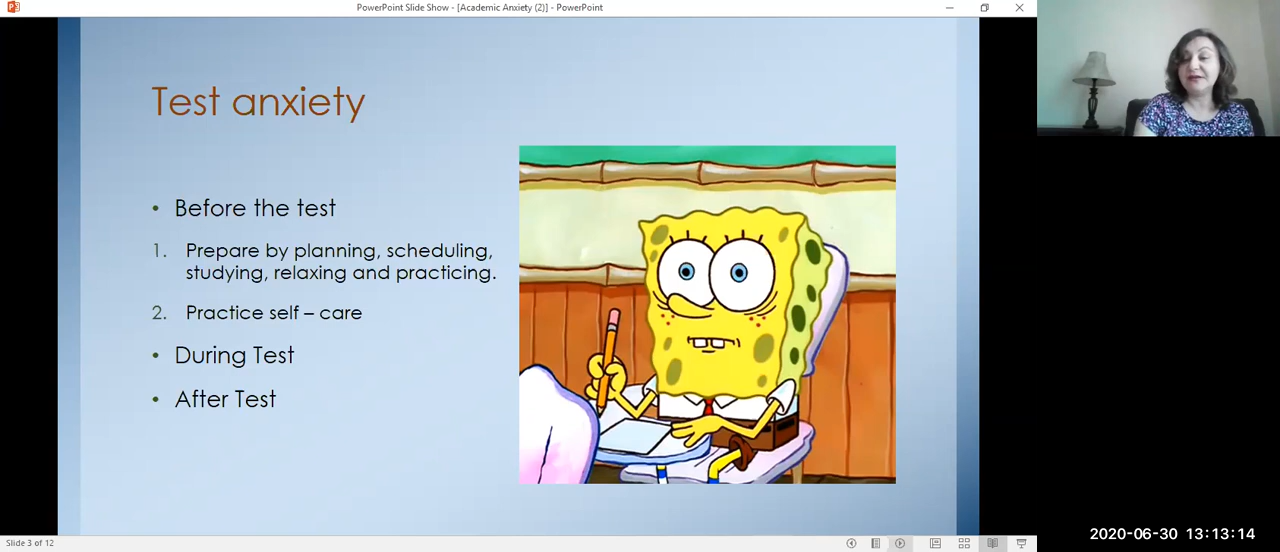 PowerPoint Slide Show - [Academic Anxiety (2)] - PowerPoint
Test anxiety
• Before the test
1. Prepare by planning, scheduling,
studying, relaxing and practicing.
2. Practice self – care
• During Test
• After Test
Slide 3 of 12
2020-06-30 13:13:14